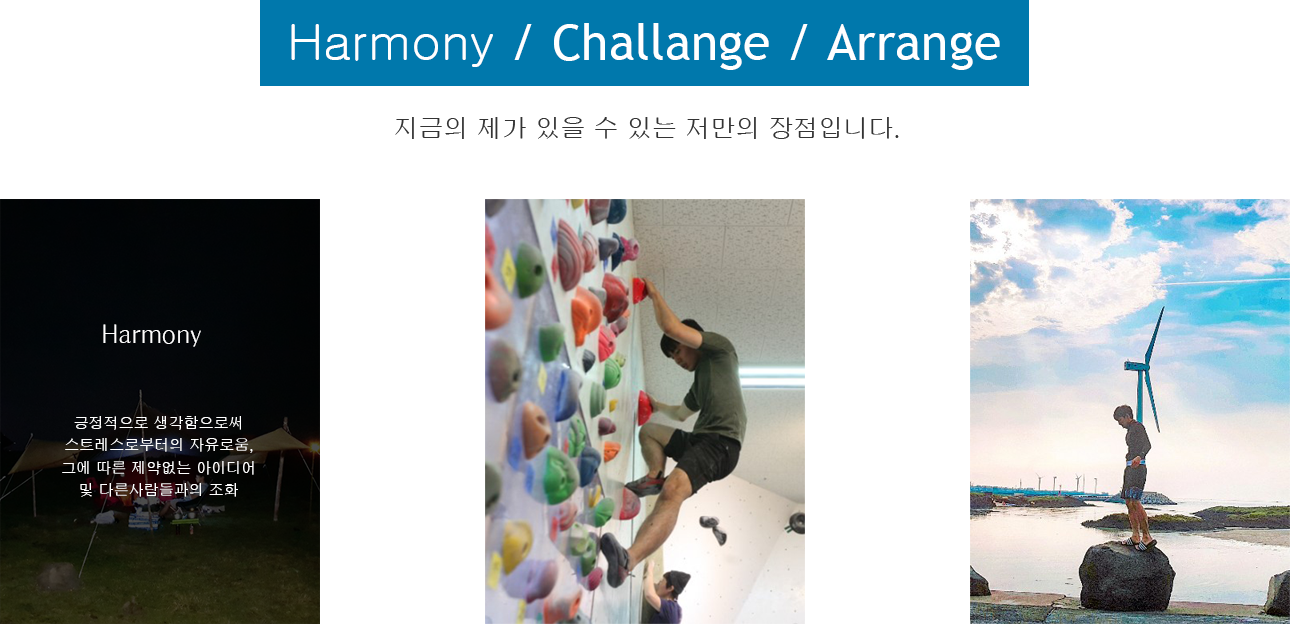 Harmony / Challange / Arrange
지금의 제가 있을 수 있는 저만의 장점입니다.
Harmony
긍정적으로 생각함으로써
스트레스로부터의 자유로움,
그에 따른 제약없는 아이디어
및 다른사람들과의 조화